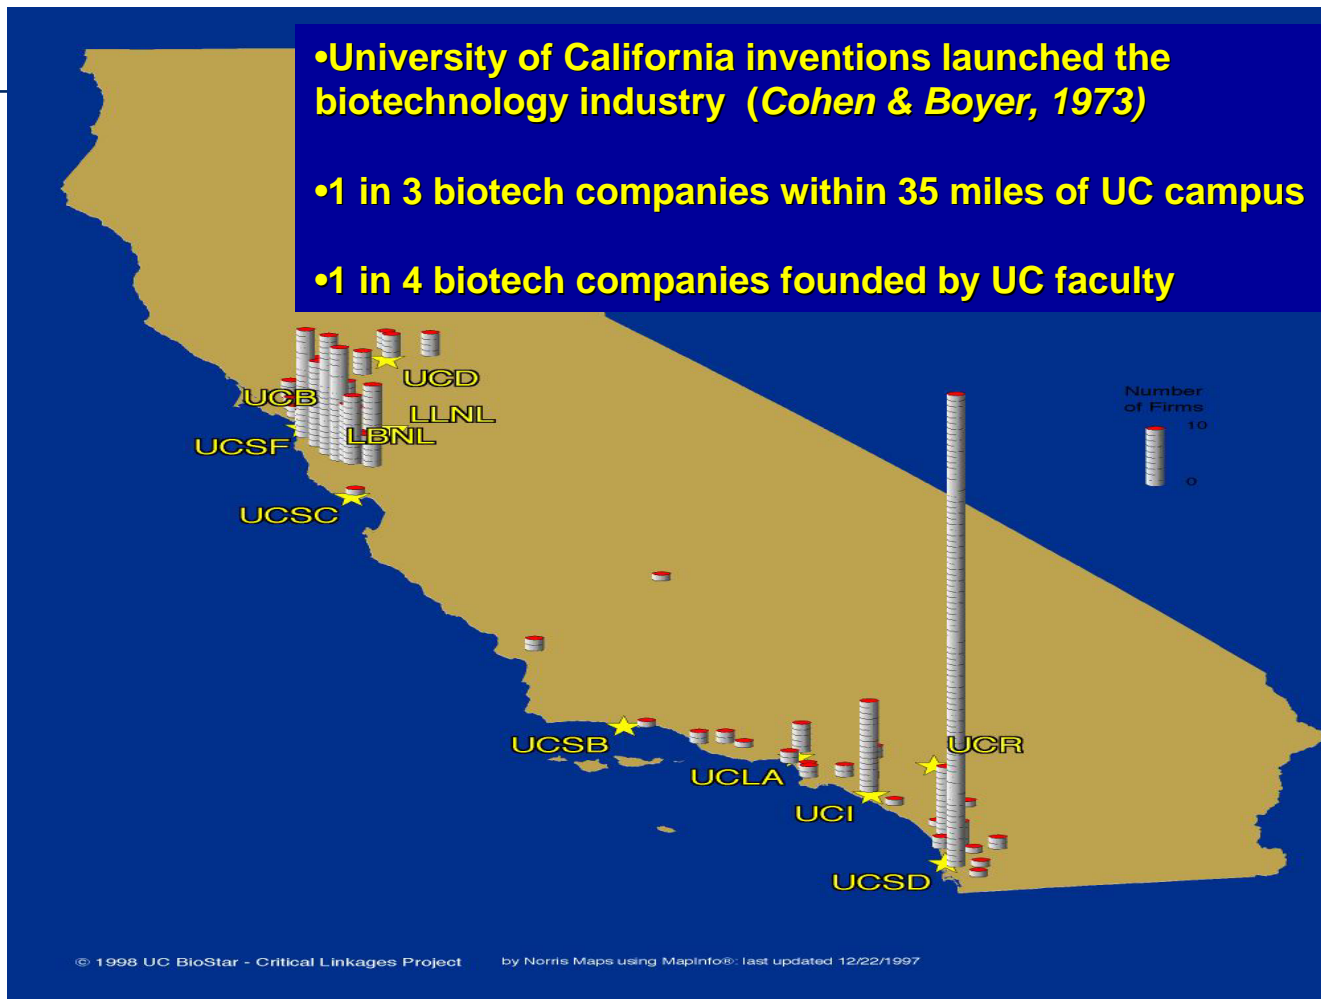 •University of California inventions launched the
biotechnology industry (Cohen & Boyer, 1973)
•1 in 3 biotech companies within 35 miles of UC campus
•1 in 4 biotech companies founded by UC faculty
UCD
UCB
LLNL
LBNL
UCSF
UCSC
Number
of Firms
10
0
UCSB
UCLA
UCI
UCR
UCSD
© 1998 UC BioStar - Critical Linkages Project
by Norris Maps using MapInfo®: last updated 12/22/1997